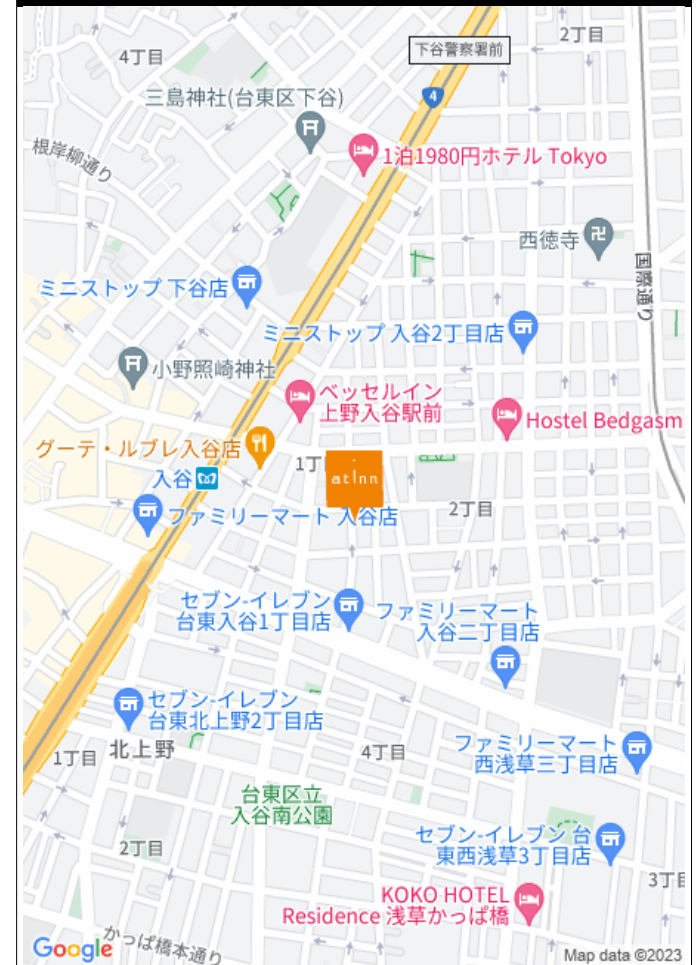 2丁目
下谷警察署前
4丁目
4
三島神社(台東区下谷)
根岸柳通り
1泊1980円ホテル Tokyo
西徳寺
国際通り
ミニストップ 下谷店
ミニストップ 入谷2丁目店
小野照崎神社
ベッセルイン
上野入谷駅前
Hostel Bedgasm
グーテ・ルブレ入谷店
1丁
at Inn
入谷
2丁目
ファミリーマート 入谷店
セブン-イレブン
台東入谷1丁目店
ファミリーマート
入谷二丁目店
セブン-イレブン
台東北上野2丁目店
1丁目
北上野
4丁目
ファミリーマート
西浅草三丁目店
台東区立
入谷南公園
2丁目
セブン-イレブン 台
東西浅草3丁目店
3丁目
KOKO HOTEL
Residence 浅草かっぱ橋
かっぱ橋本通り
Google
Map data ©2023